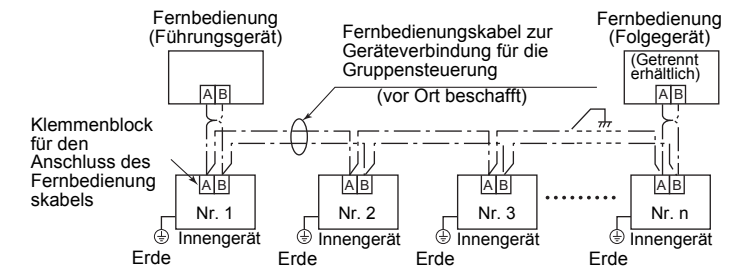 Fernbedienung
(Führungsgerät)
Fernbedienungskabel zur
Geräteverbindung für die
Gruppensteuerung
(vor Ort beschafft)
Fernbedienung
(Folgegerät)
(Getrennt
erhältlich)
A B
A B
Klemmenblock
für den
Anschluss des
Fernbedienung
skabels
A B
A B
A B
A B
Nr. 1
Nr. 2
Nr. 3
Nr. n
Innengerät
Innengerät
Innengerät
Innengerät
Erde
Erde
Erde
Erde